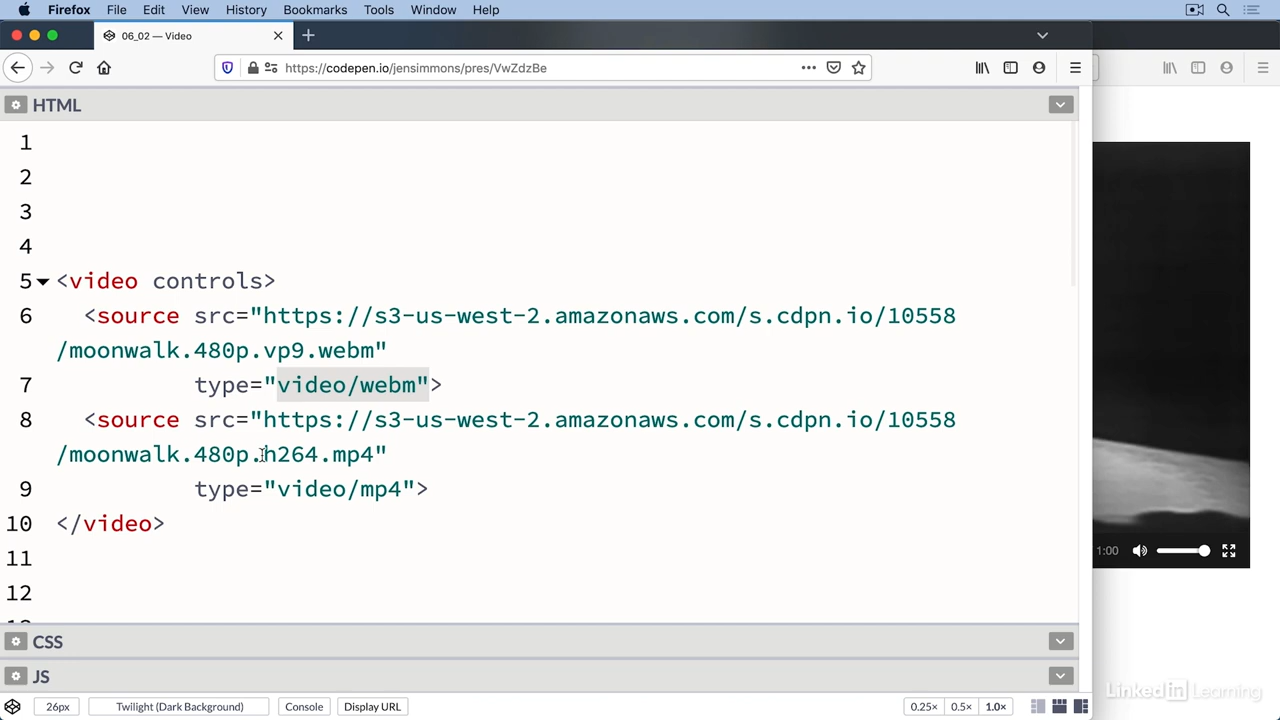 Firefox File Edit View History Bookmarks Tools Window Help
06_02 — Video
https://codepen.io/jensimmons/pres/VwZdzBe
HTML
1
2
3
4
5 <video controls>
6 <source src="https://s3-us-west-2.amazonaws.com/s.cdpn.io/10558
/moonwalk.480p.vp9.webm"
7 type="video/webm">
8 <source src="https://s3-us-west-2.amazonaws.com/s.cdpn.io/10558
/moonwalk.480p.h264.mp4"
9 type="video/mp4">
10 </video>
11
12
1:00
CSS
JS
LinkedIn Learning
26px Twilight (Dark Background) Console Display URL 0.25× 0.5× 1.0×